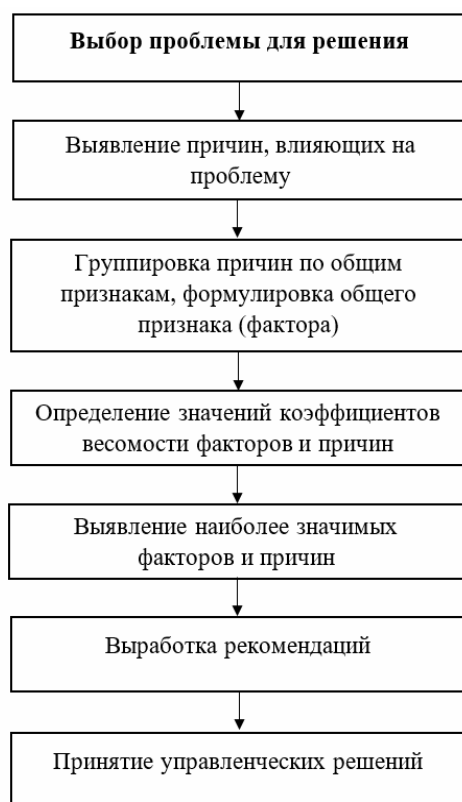 Выбор проблемы для решения
Выявление причин, влияющих на
проблему
Группировка причин по общим
признакам, формулировка общего
признака (фактора)
Определение значений коэффициентов
весомости факторов и причин
Выявление наиболее значимых
факторов и причин
Выработка рекомендаций
Принятие управленческих решений